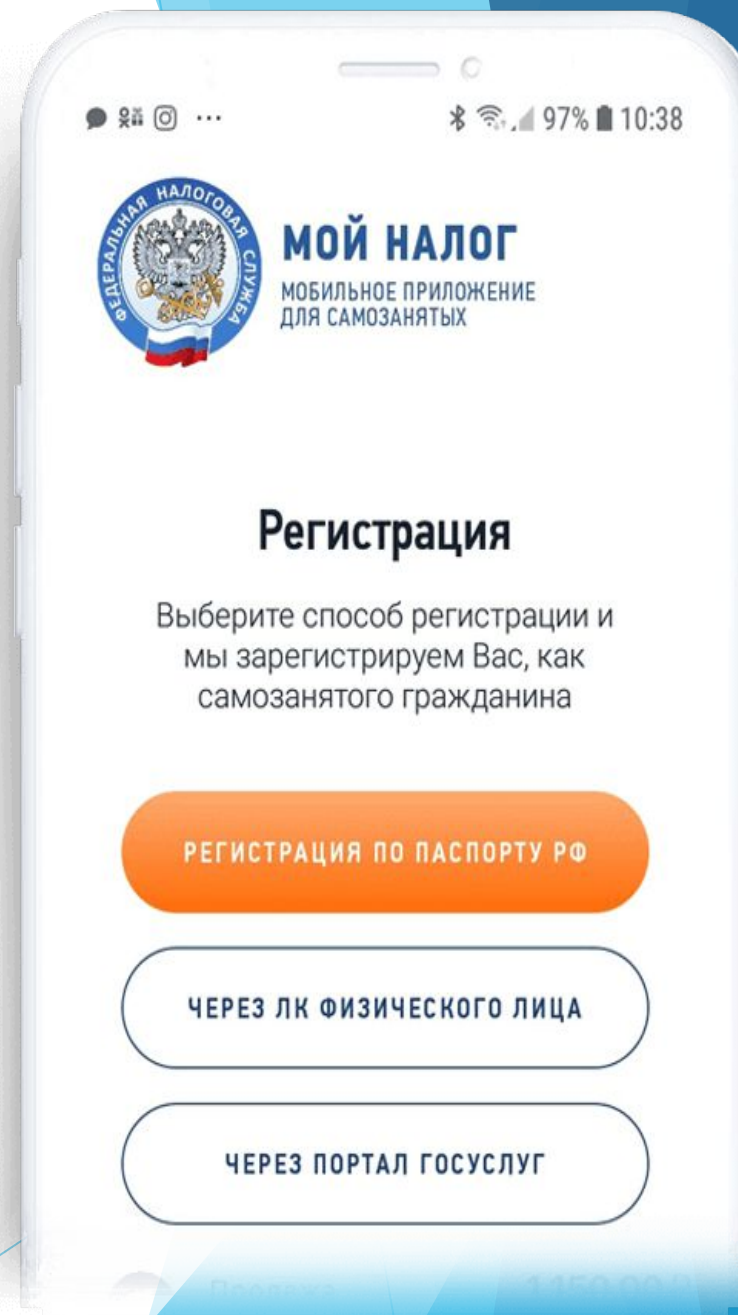 97% 10:38
ФЕДЕРАЛЬНАЯ НАЛОГОВАЯ СЛУЖБА
МОЙ НАЛОГ
МОБИЛЬНОЕ ПРИЛОЖЕНИЕ
ДЛЯ САМОЗАНЯТЫХ
Регистрация
Выберите способ регистрации и
мы зарегистрируем Вас, как
самозанятого гражданина
РЕГИСТРАЦИЯ ПО ПАСПОРТУ РФ
ЧЕРЕЗ ЛК ФИЗИЧЕСКОГО ЛИЦА
ЧЕРЕЗ ПОРТАЛ ГОСУСЛУГ